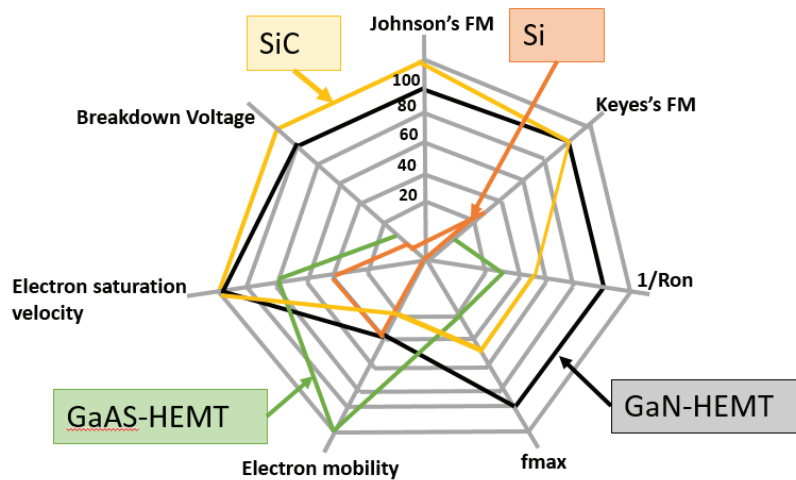 Johnson's FM
SiC
Si
100
80
60
40
20
Keyes's FM
Breakdown Voltage
1/Ron
Electron saturation
velocity
GaAS-HEMT
GaN-HEMT
Electron mobility
fmax